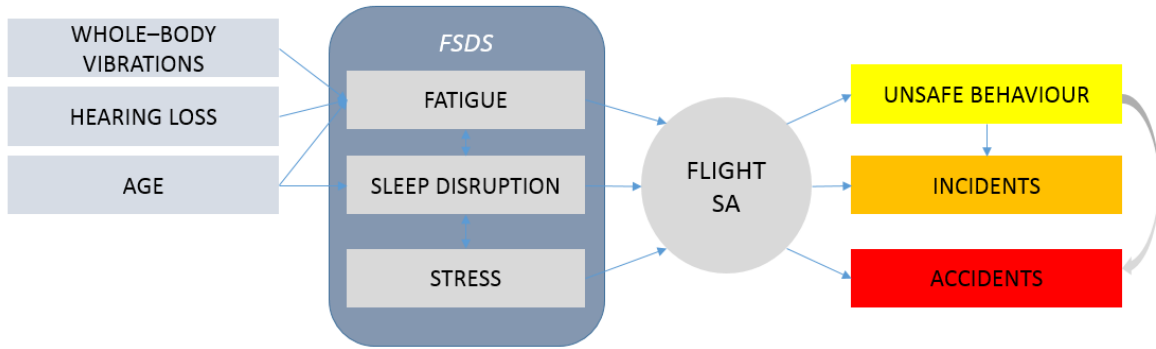 WHOLE–BODY
VIBRATIONS
HEARING LOSS
AGE
FSDS
FATIGUE
SLEEP DISRUPTION
STRESS
FLIGHT
SA
UNSAFE BEHAVIOUR
INCIDENTS
ACCIDENTS